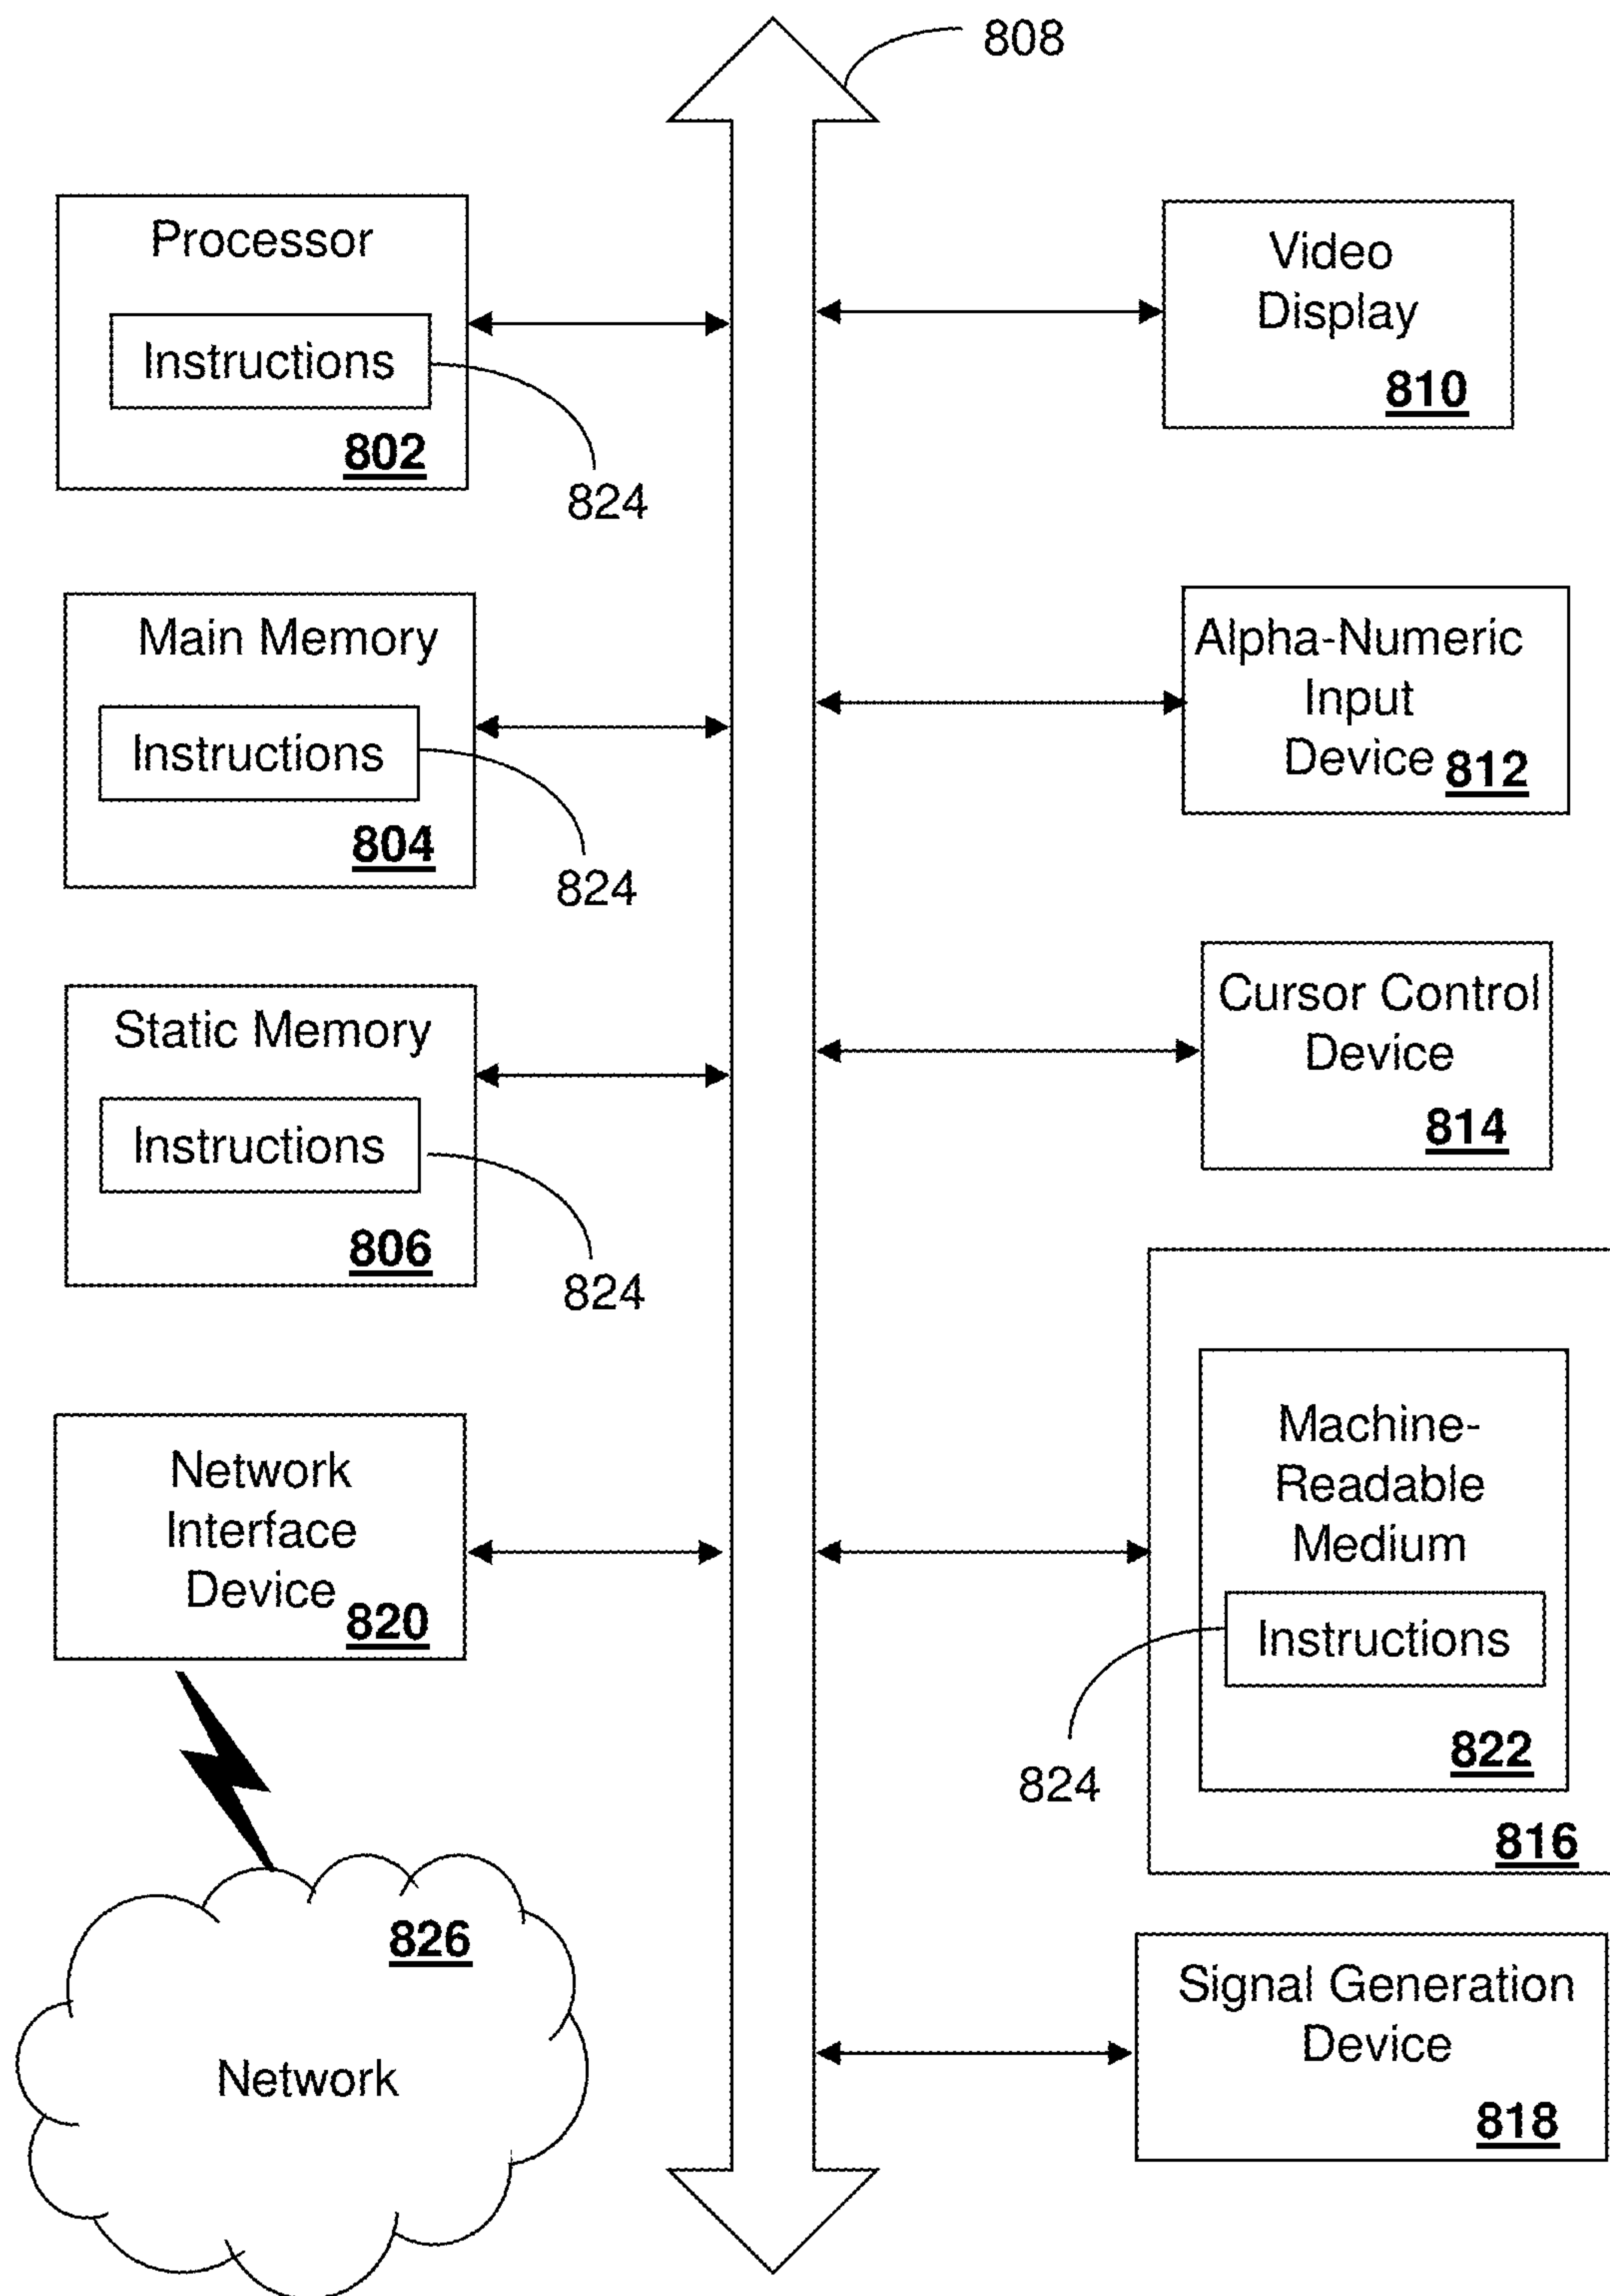 808
Processor
Instructions
802
824
Main Memory
Instructions
804
824
Static Memory
Instructions
806
824
Network
Interface
Device
820
826
Network
Video
Display
810
Alpha-Numeric
Input
Device
812
Cursor Control
Device
814
Machine-
Readable
Medium
Instructions
822
824
816
Signal Generation
Device
818